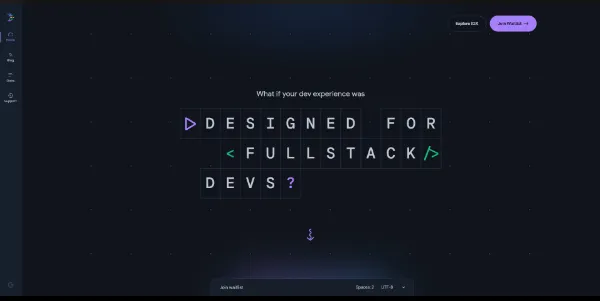 Explore E2X
Join Waitlist →
Home
Blog
Docs
Support
What if your dev experience was
DESIGNED FOR
< FULLSTACK />
DEVS?
Join waitlist
Spaces: 2
UTF-8